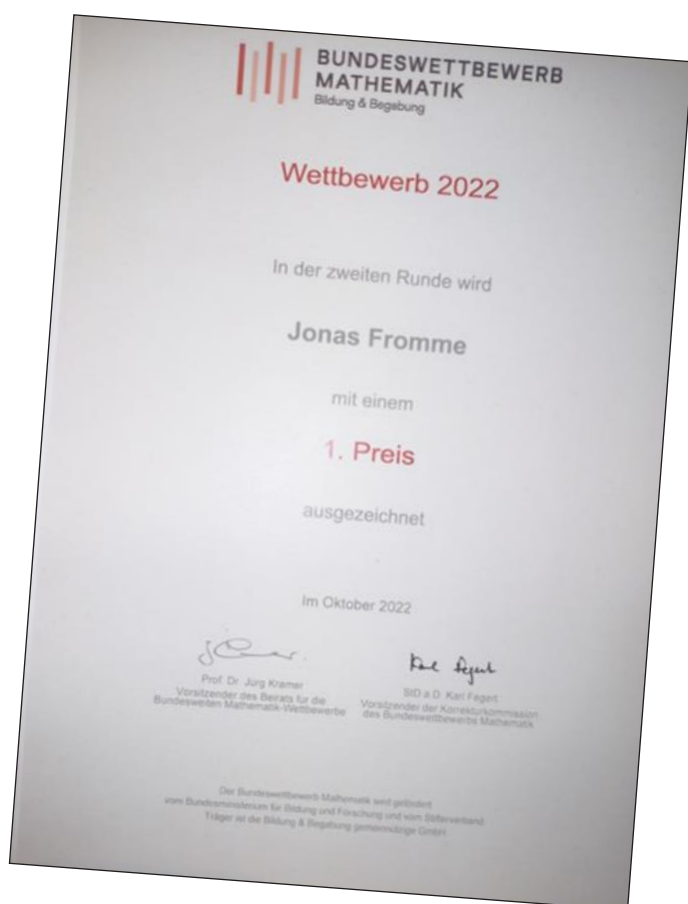 BUNDESWETTBEWERB
MATHEMATIK
Bildung & Begabung
Wettbewerb 2022
In der zweiten Runde wird
Jonas Fromme
mit einem
1. Preis
ausgezeichnet
Im Oktober 2022
Prof. Dr. Jürg Kramer
Vorsitzender des Beirats für die
Bundesweiten Mathematik-Wettbewerbe
Karl Fegert
StD a.D. Karl Fegert
Vorsitzender der Korrekturkommission
des Bundeswettbewerbs Mathematik
Der Bundeswettbewerb Mathematik wird gefördert
vom Bundesministerium für Bildung und Forschung und vom Stifterverband.
Träger ist die Bildung & Begabung gemeinnützige GmbH